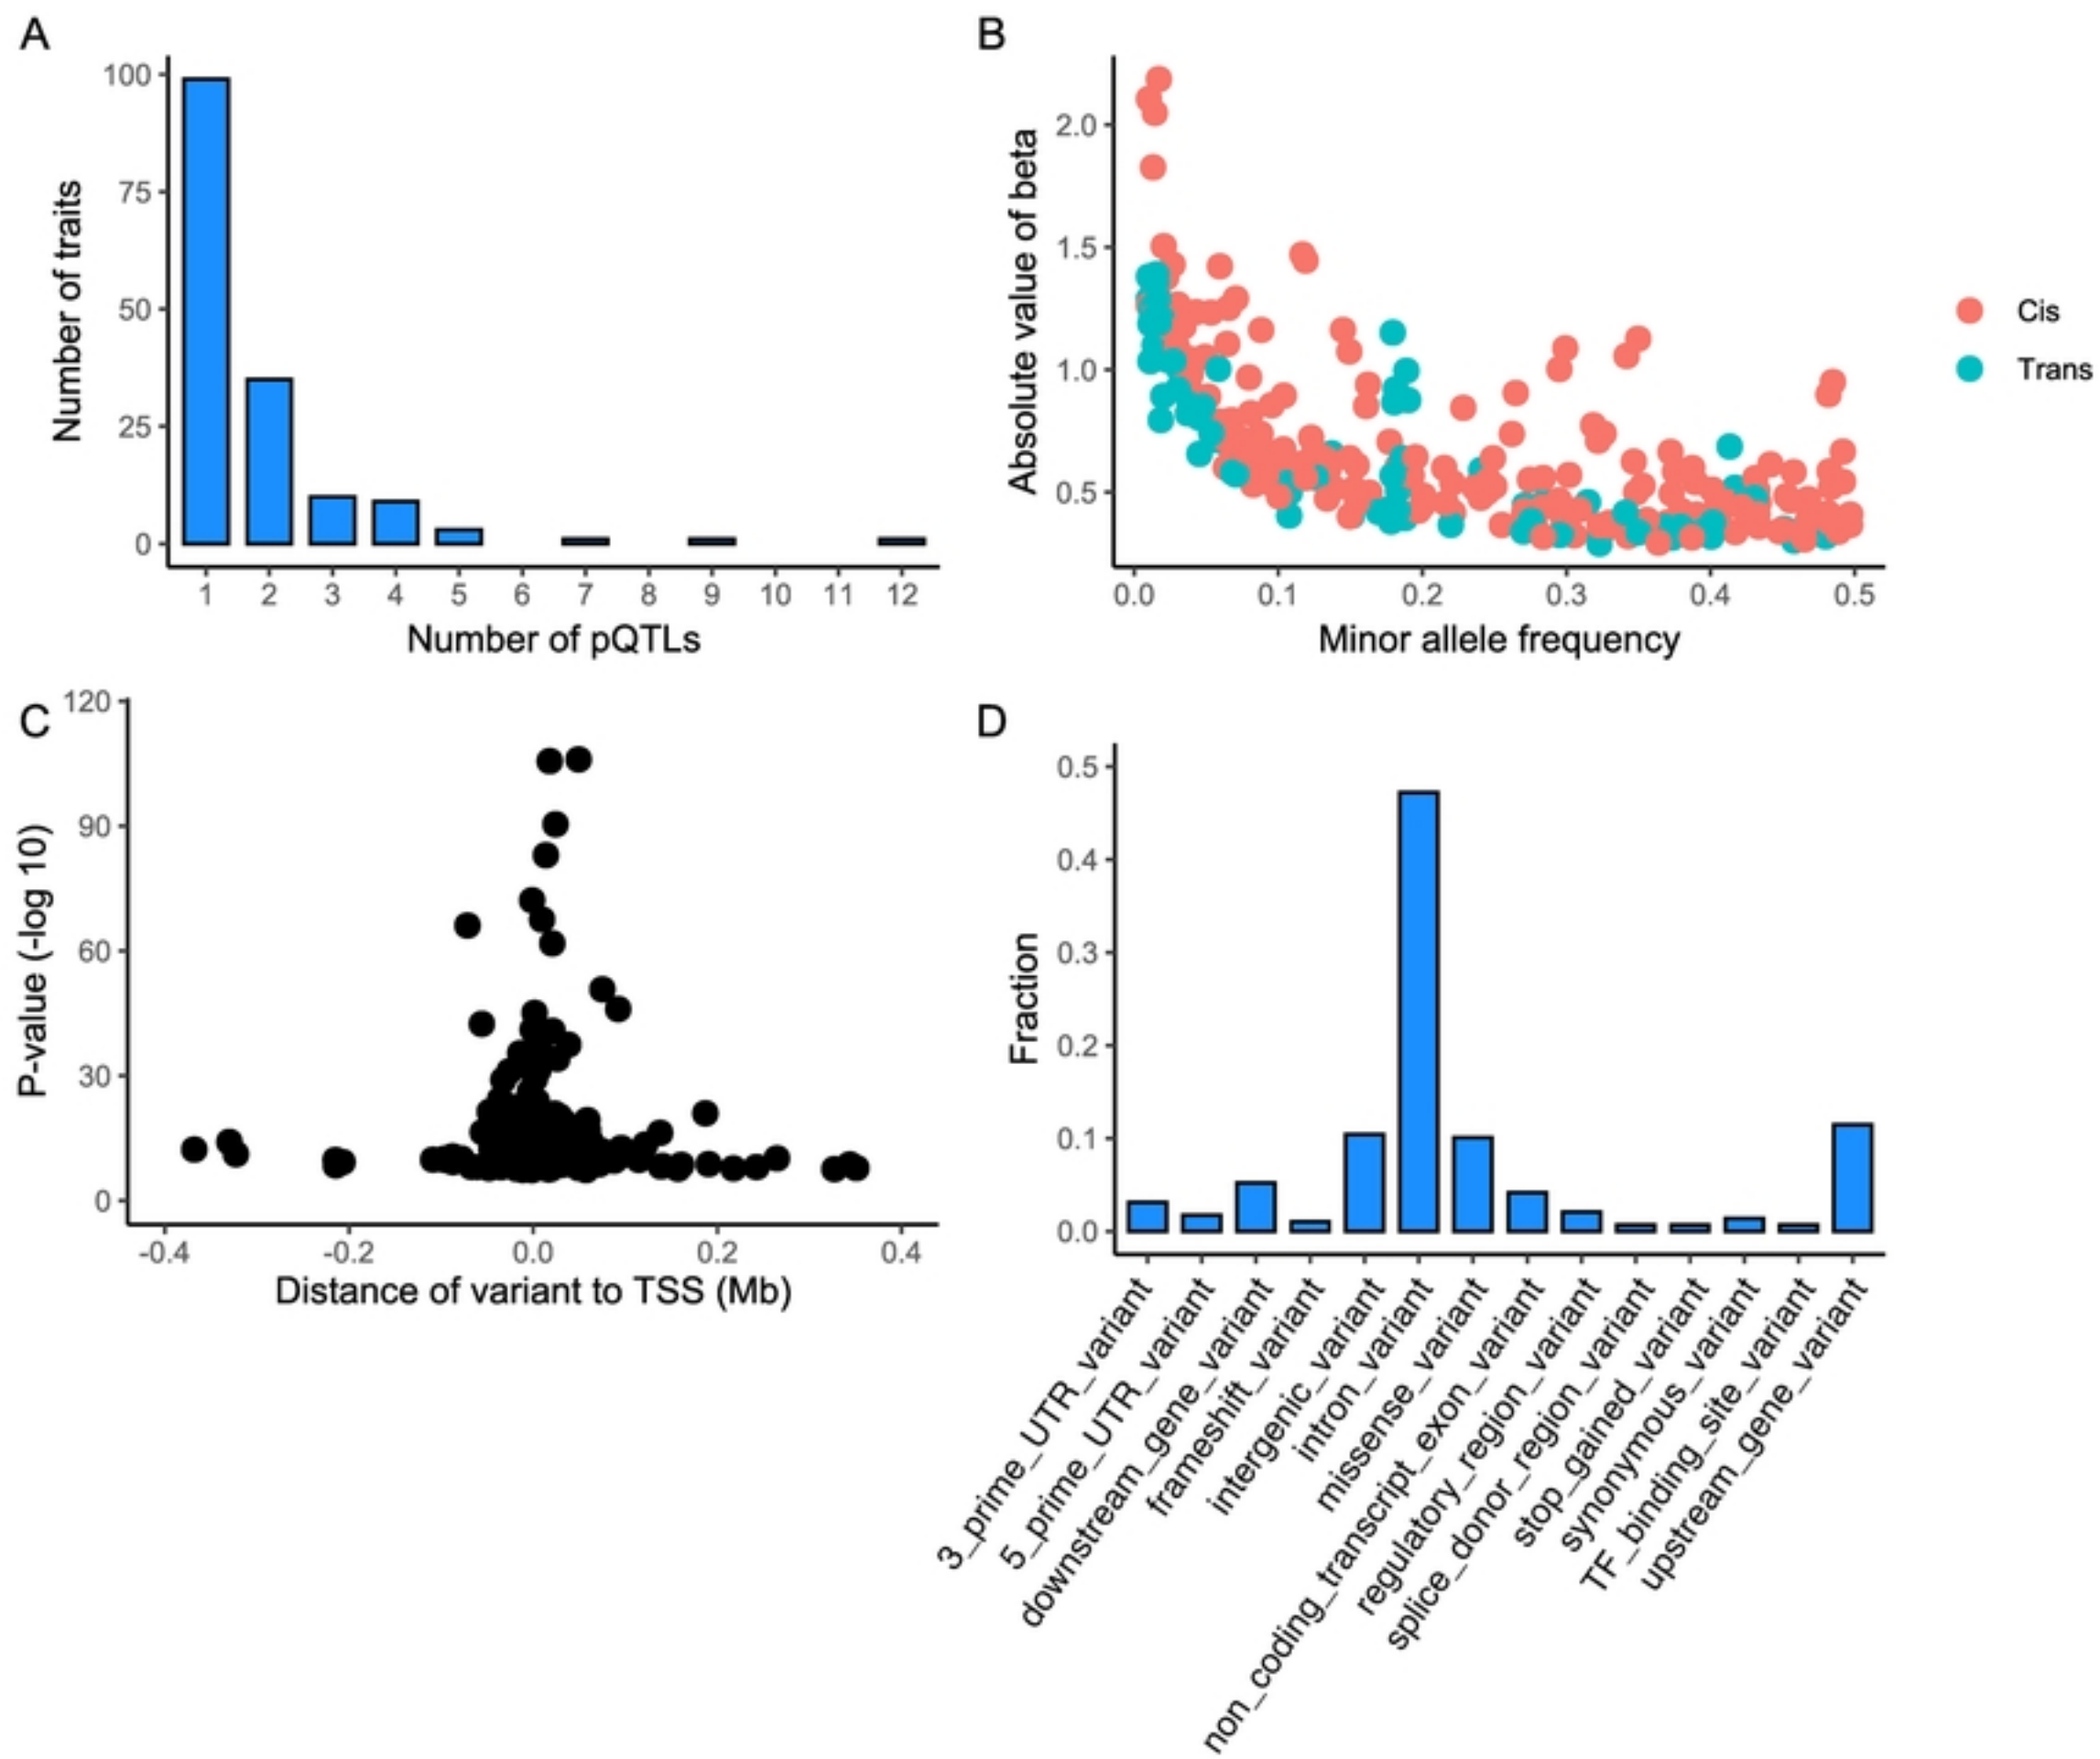 A
Number of traits
100
75
50
25
0
1 2 3 4 5 6 7 8 9 10 11 12
Number of pQTLs
B
Absolute value of beta
2.0
1.5
1.0
0.5
0.0 0.1 0.2 0.3 0.4 0.5
Minor allele frequency
Cis
Trans
C
P-value (-log 10)
120
90
60
30
0
-0.4 -0.2 0.0 0.2 0.4
Distance of variant to TSS (Mb)
D
Fraction
0.5
0.4
0.3
0.2
0.1
0.0
3_prime_UTR_variant
5_prime_UTR_variant
downstream_gene_variant
frameshift_variant
intergenic_variant
intron_variant
missense_variant
non_coding_transcript_exon_variant
regulatory_region_variant
splice_donor_region_variant
stop_gained_variant
synonymous_variant
TF_binding_site_variant
upstream_gene_variant